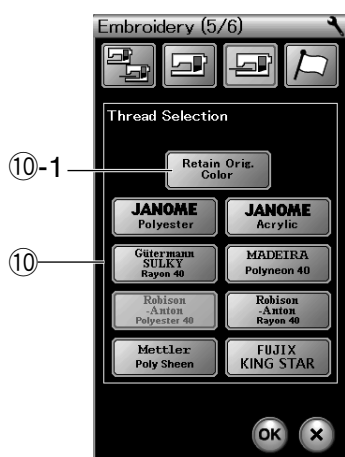 Embroidery (5/6)
Thread Selection
⑩-1
Retain Orig.
Color
JANOME
Polyester
JANOME
Acrylic
⑩
Gütermann
SULKY
Rayon 40
MADEIRA
Polyneon 40
Robison
-Anton
Polyester 40
Robison
-Anton
Rayon 40
Mettler
Poly Sheen
FUJIX
KING STAR
OK
X